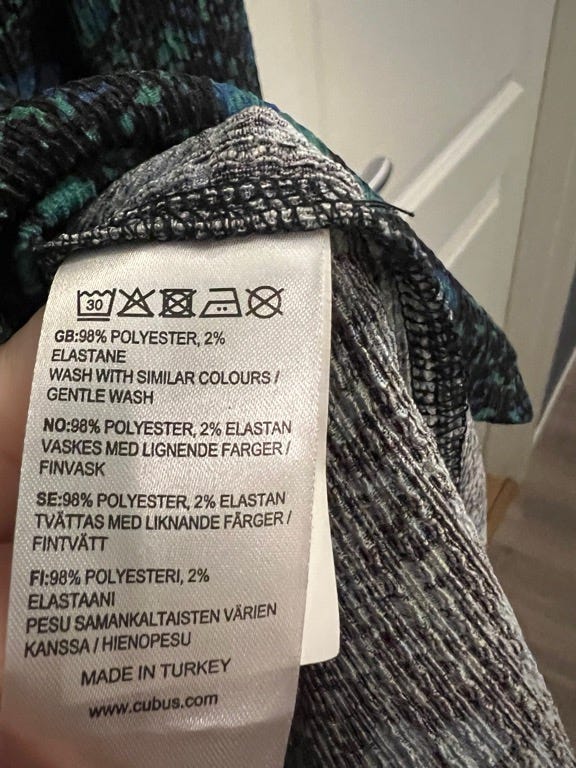 30
GB:98% POLYESTER, 2%
ELASTANE
WASH WITH SIMILAR COLOURS /
GENTLE WASH
NO:98% POLYESTER, 2% ELASTAN
VASKES MED LIGNENDE FARGER /
FINVASK
SE:98% POLYESTER, 2% ELASTAN
TVÄTTAS MED LIKNANDE FÄRGER /
FINTVÄTT
FI:98% POLYESTERI, 2%
ELASTAANI
PESU SAMANKALTAISTEN VÄRIEN
KANSSA / HIENOPESU
MADE IN TURKEY
www.cubus.com